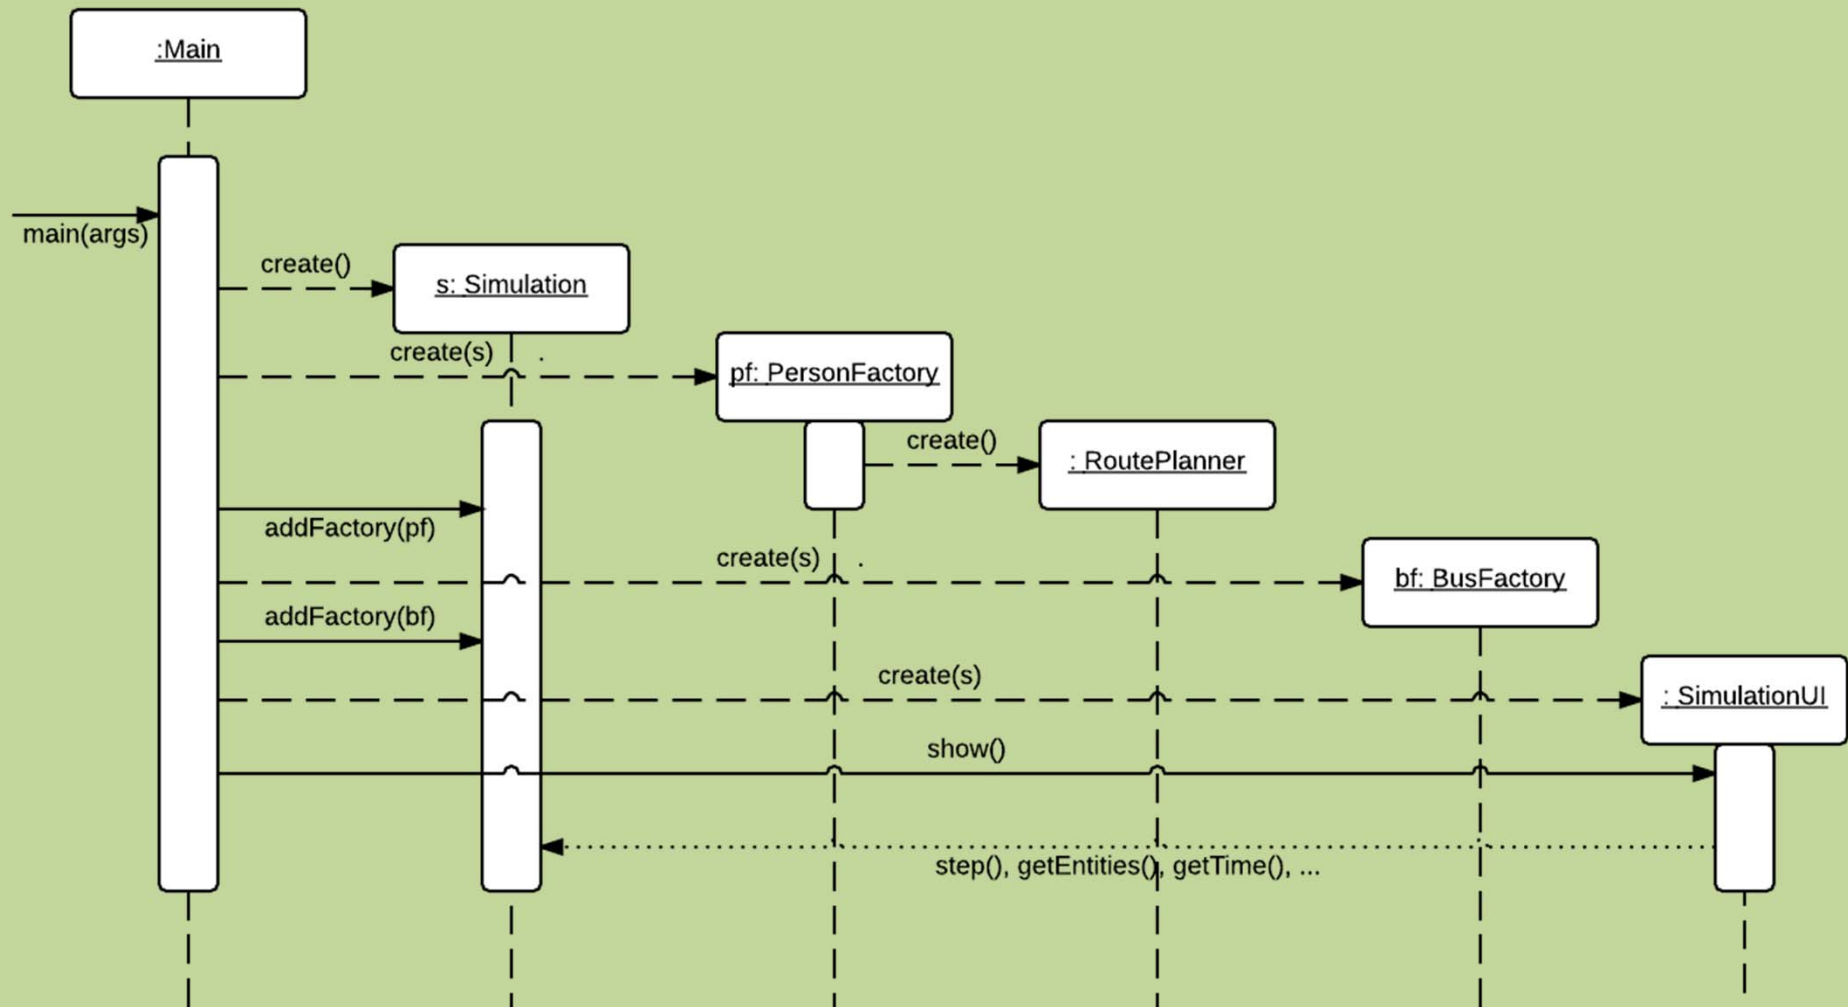 :Main
main(args)
create()
s: Simulation
create(s) .
pf: PersonFactory
create()
: RoutePlanner
addFactory(pf)
create(s) .
bf: BusFactory
addFactory(bf)
create(s)
: SimulationUI
show()
step(), getEntities(), getTime(), ...